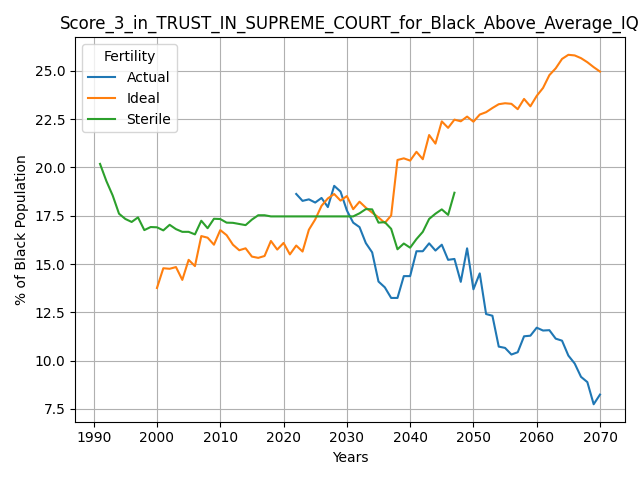 Score_3_in_TRUST_IN_SUPREME_COURT_for_Black_Above_Average_IQ
Fertility
Actual
Ideal
Sterile
25.0
22.5
20.0
17.5
15.0
12.5
10.0
7.5
% of Black Population
1990 2000 2010 2020 2030 2040 2050 2060 2070
Years